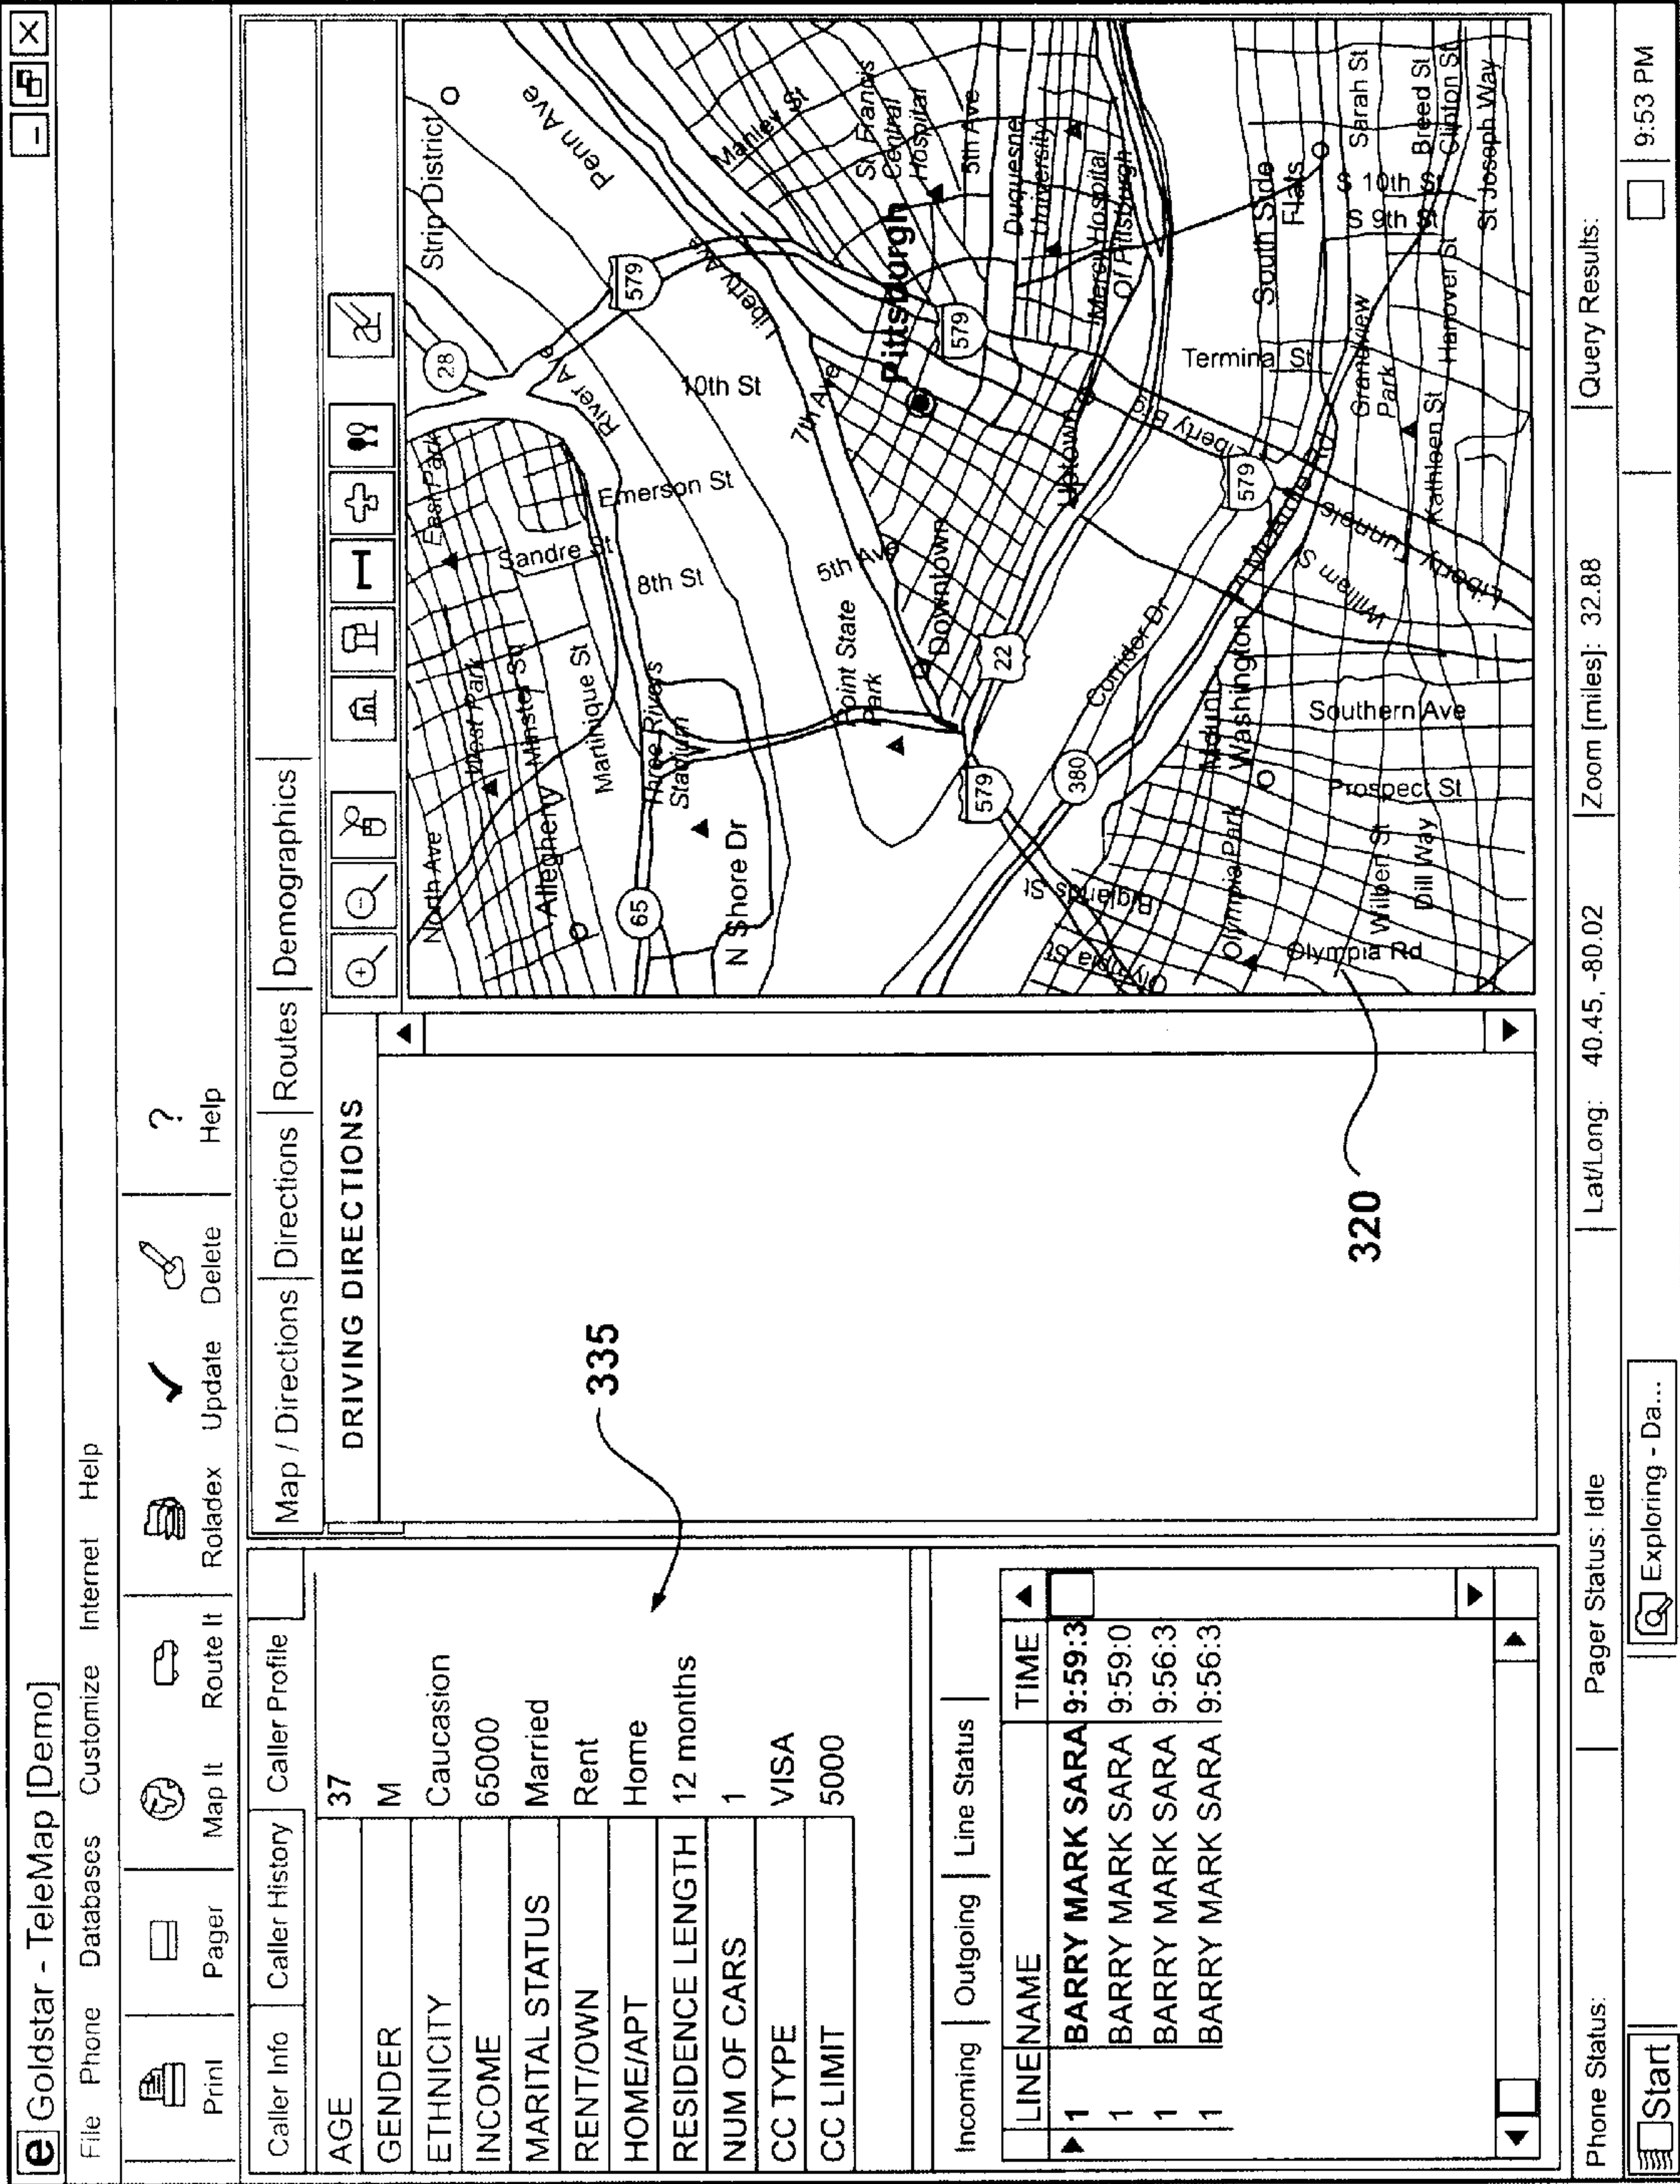 e Goldstar - TeleMap [Demo]
File Phone Databases Customize Internet Help
Print Pager Map It Route It Roladex Update Delete ? Help
Caller Info Caller History Caller Profile
AGE 37
GENDER M
ETHNICITY Caucasion
INCOME 65000
MARITAL STATUS Married
RENT/OWN Rent
HOME/APT Home
RESIDENCE LENGTH 12 months
NUM OF CARS 1
CC TYPE VISA
CC LIMIT 5000
335
Incoming Outgoing Line Status
LINE NAME TIME
1 BARRY MARK SARA 9:59:3
1 BARRY MARK SARA 9:59:0
1 BARRY MARK SARA 9:56:3
1 BARRY MARK SARA 9:56:3
Map / Directions Directions Routes Demographics
DRIVING DIRECTIONS
320
North Ave
West Park
East Park
Strip District
Penn Ave
28
579
Minster Sq
Sandre St
River Ave
Allegheny
Martinique St
Emerson St
10th St
Liberty Ave
Manley St
65
Three Rivers
Stadium
8th St
7th Ave
N Shore Dr
Point State
Park
5th Ave
Pittsburgh
St Francis
Central
Hospital
5th Ave
Downtown
579
Duquesne
University
22
Uptown
Mercy Hospital
Of Pittsburgh
579
380
Corrider Dr
Big Liberty
Terminal St
South Side
Flats
579
Biglands St
Olympia St
Mount
Washington
William S
Liberty Tunnels
Grandview
Park
S 10th St
S 9th St
Sarah St
Olympia Park
Olympia Rd
Prospect St
Southern Ave
Kathleen St
Hanover St
Breed St
Clinton St
Wilbert St
Dill Way
St Joseph Way
Phone Status: Pager Status: Idle Lat/Long: 40.45, -80.02 Zoom [miles]: 32.88 Query Results:
Start Exploring - Da... 9:53 PM